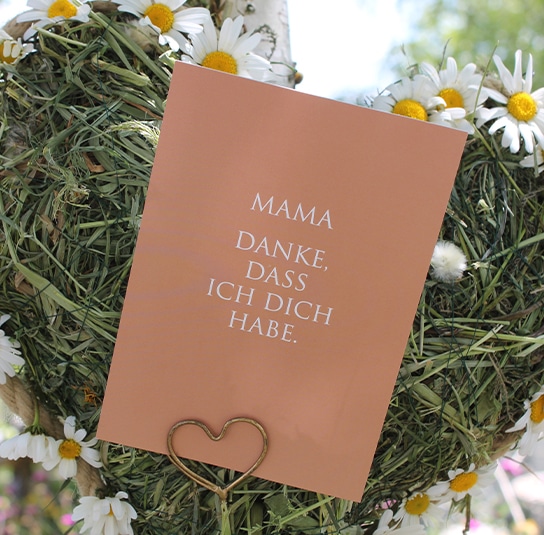 MAMA
DANKE,
DASS
ICH DICH
HABE.